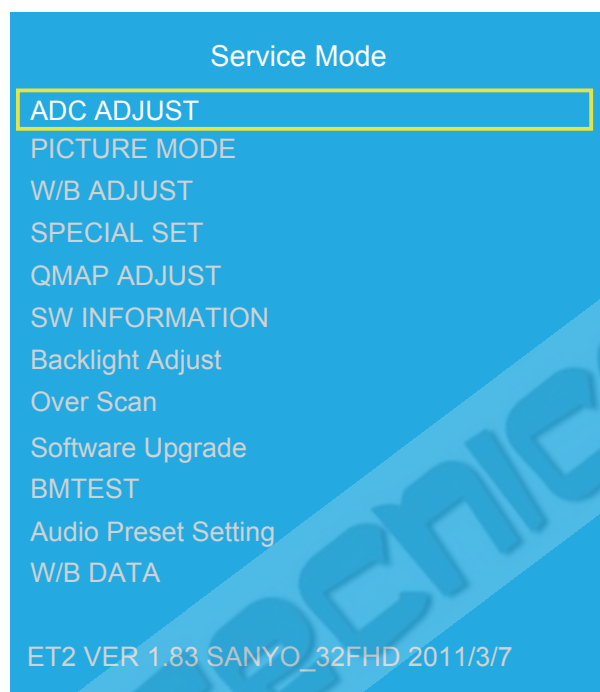 Service Mode
ADC ADJUST
PICTURE MODE
W/B ADJUST
SPECIAL SET
QMAP ADJUST
SW INFORMATION
Backlight Adjust
Over Scan
Software Upgrade
BMTEST
Audio Preset Setting
W/B DATA
ET2 VER 1.83 SANYO_32FHD 2011/3/7